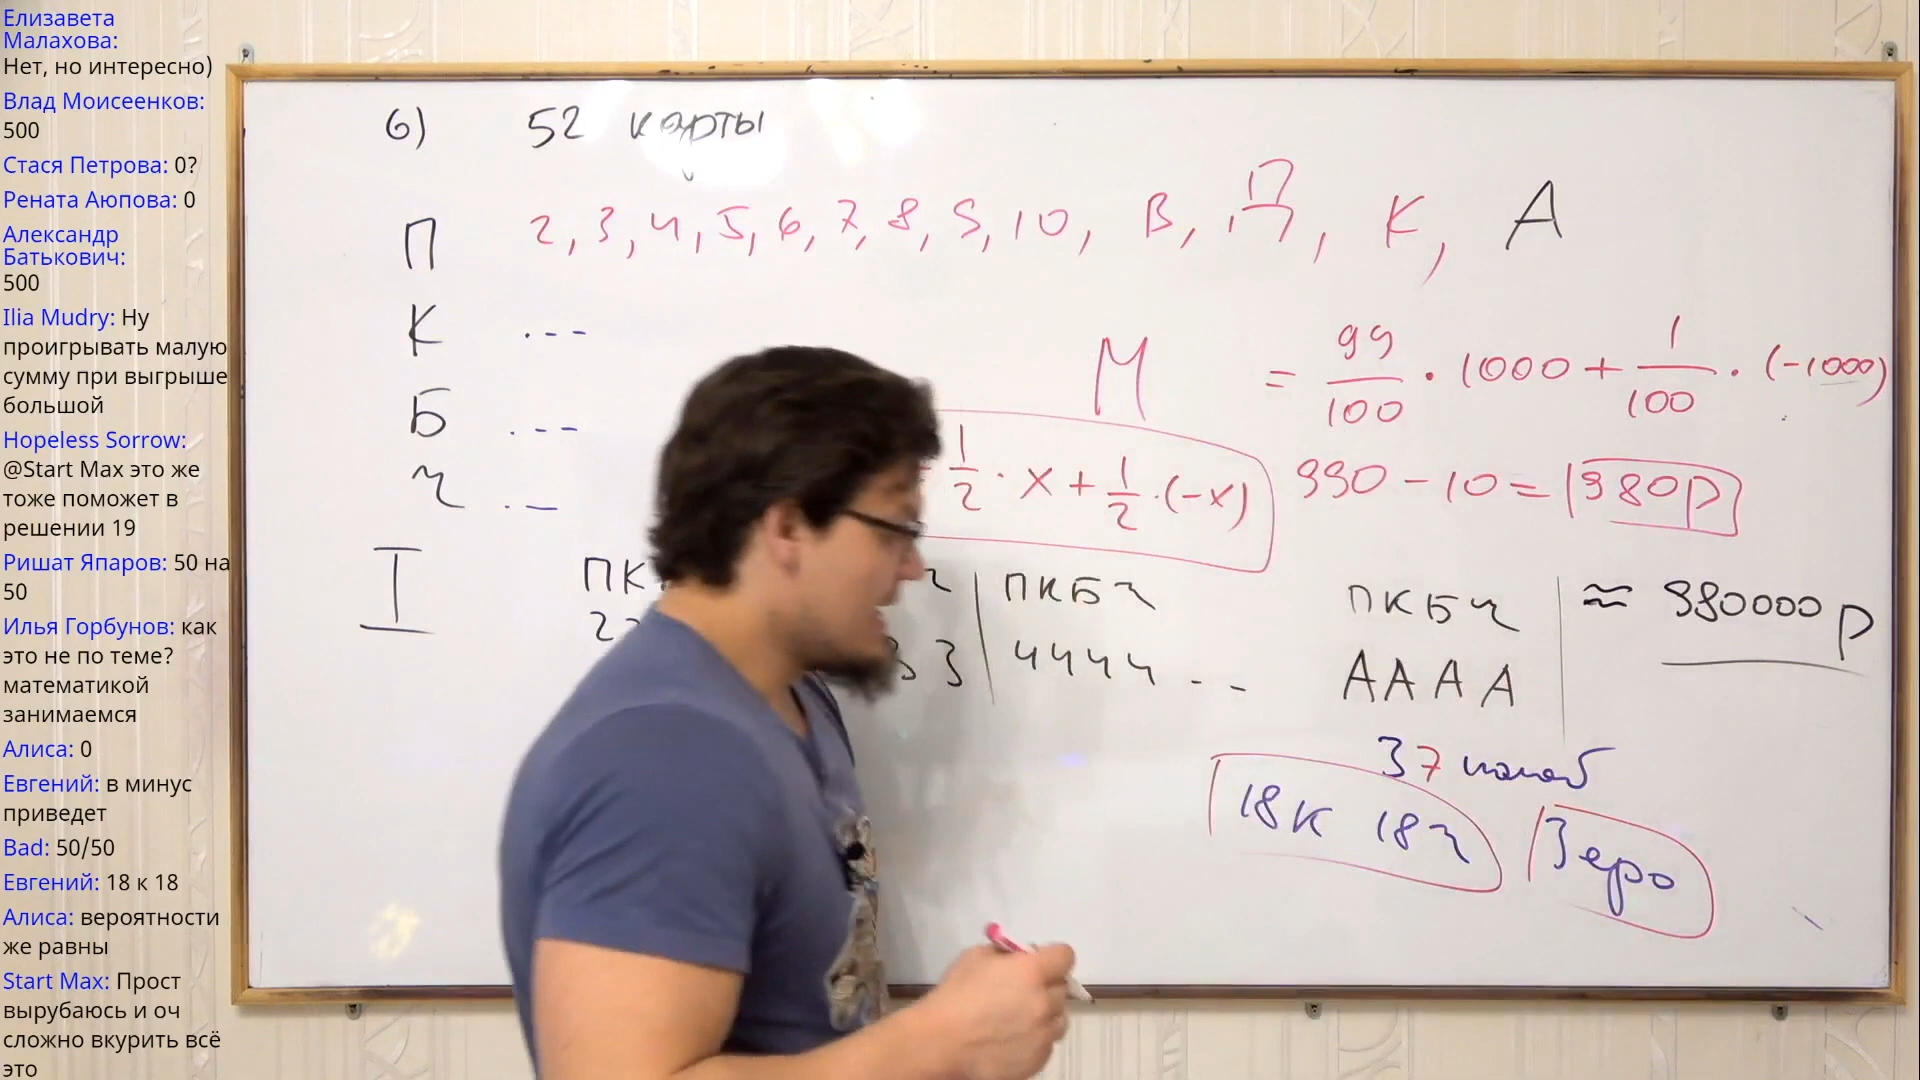 Елизавета
Малахова:
Нет, но интересно)
Влад Моисеенков:
500
Стася Петрова: 0?
Рената Аюпова: 0
Александр
Батькович:
500
Ilia Mudry: Ну
проигрывать малую
сумму при выгрыше
большой
Hopeless Sorrow:
@Start Max это же
тоже поможет в
решении 19
Ришат Япаров: 50 на
50
Илья Горбунов: как
это не по теме?
математикой
занимаемся
Алиса: 0
Евгений: в минус
приведет
Bad: 50/50
Евгений: 18 к 18
Алиса: вероятности
же равны
Start Max: Прост
вырубаюсь и оч
сложно вкурить всё
это
6) 52 карты
П 2, 3, 4, 5, 6, 7, 8, 9, 10, В, Д, К, А
К ---
Б ---
Ч --
М = 99/100 · 1000 + 1/100 · (-1000)
1/2 · x + 1/2 · (-x)
990 - 10 = 980р
I ПК ПКБЧ ПКБЧ ≈ 980000р
3 4444 -- АААА
37
18К 18Ч Зеро